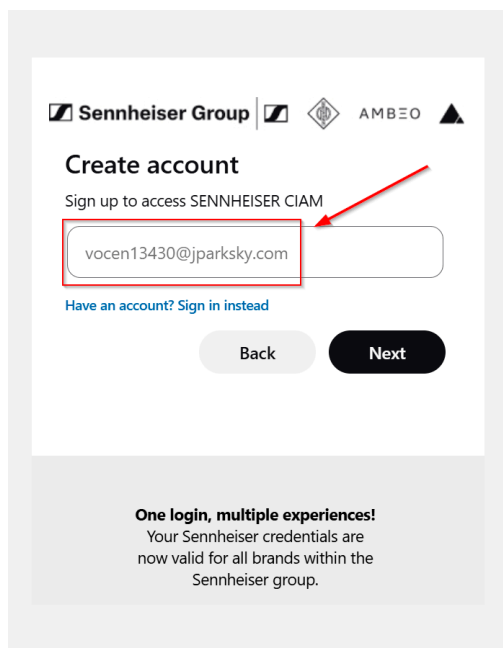 Sennheiser Group
AMBEO
Create account
Sign up to access SENNHEISER CIAM
vocen13430@jparksky.com
Have an account? Sign in instead
Back
Next
One login, multiple experiences!
Your Sennheiser credentials are
now valid for all brands within the
Sennheiser group.